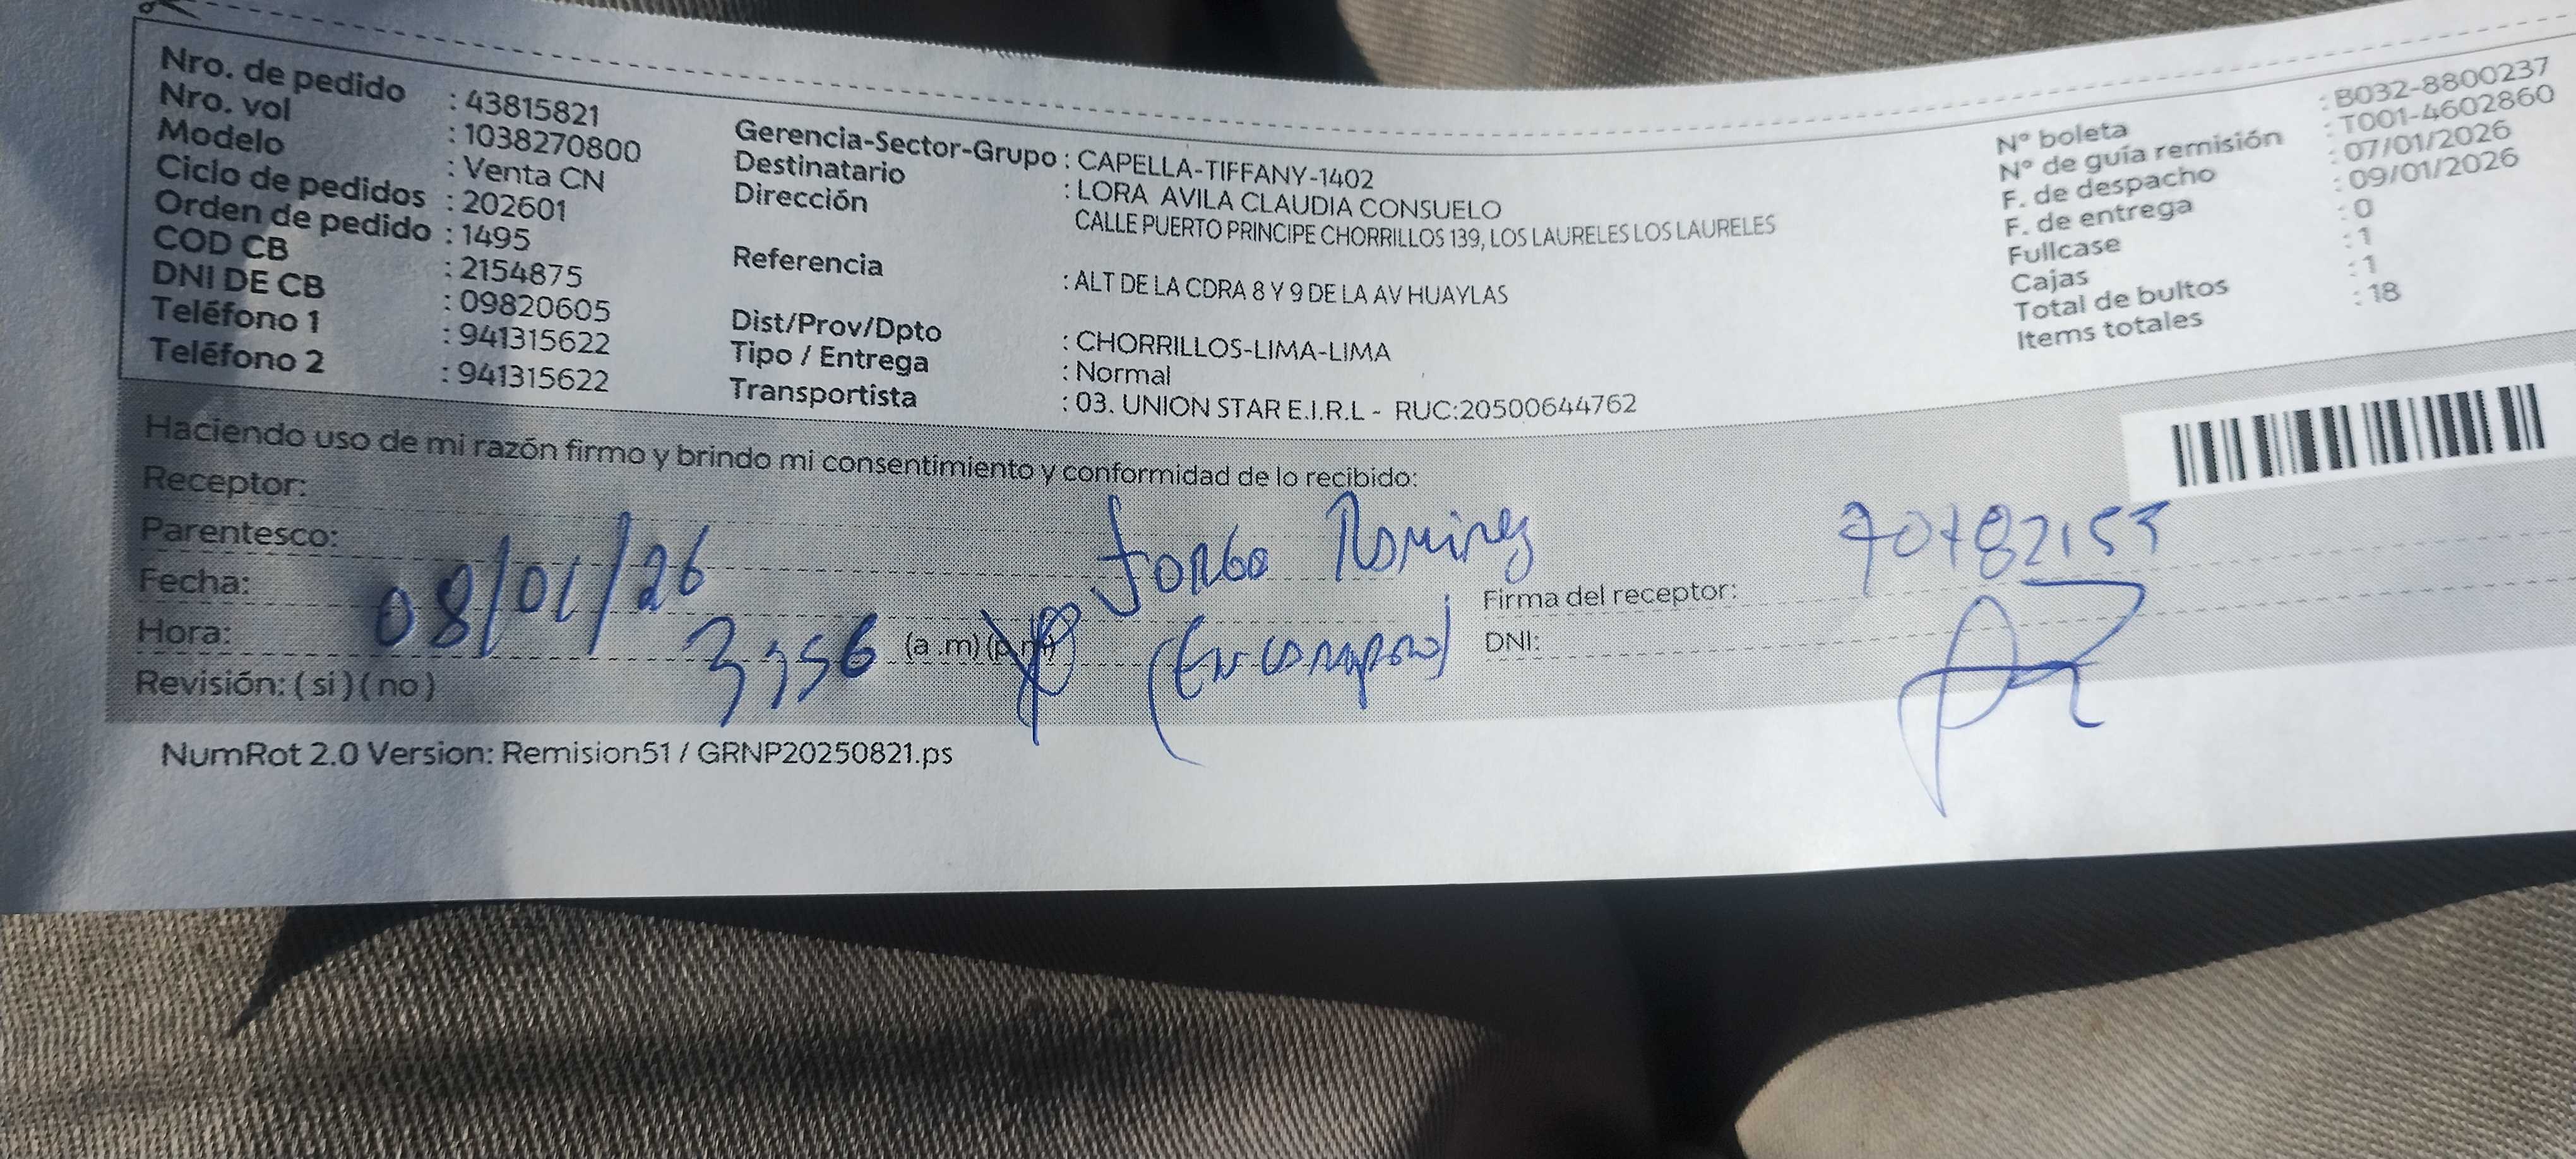 Nro. de pedido : 43815821
Nro. vol : 1038270800
Modelo : Venta CN
Ciclo de pedidos : 202601
Orden de pedido : 1495
COD CB : 2154875
DNI DE CB : 09820605
Teléfono 1 : 941315622
Teléfono 2 : 941315622
Gerencia-Sector-Grupo : CAPELLA-TIFFANY-1402
Destinatario : LORA AVILA CLAUDIA CONSUELO
Dirección CALLE PUERTO PRINCIPE CHORRILLOS 139, LOS LAURELES LOS LAURELES
Referencia : ALT DE LA CDRA 8 Y 9 DE LA AV HUAYLAS
Dist/Prov/Dpto : CHORRILLOS-LIMA-LIMA
Tipo / Entrega : Normal
Transportista : 03. UNION STAR E.I.R.L - RUC:20500644762
N° boleta : B032-8800237
N° de guía remisión : T001-4602860
F. de despacho : 07/01/2026
F. de entrega : 09/01/2026
Fullcase : 0
Cajas : 1
Total de bultos : 1
Items totales : 18
Haciendo uso de mi razón firmo y brindo mi consentimiento y conformidad de lo recibido:
Receptor:
Parentesco: Jorge Ramirez
Fecha: 08/01/26 Firma del receptor:
Hora: 3:56 (a.m)(p.m) DNI:
Revisión: ( si ) ( no )
NumRot 2.0 Version: Remision51 / GRNP20250821.ps